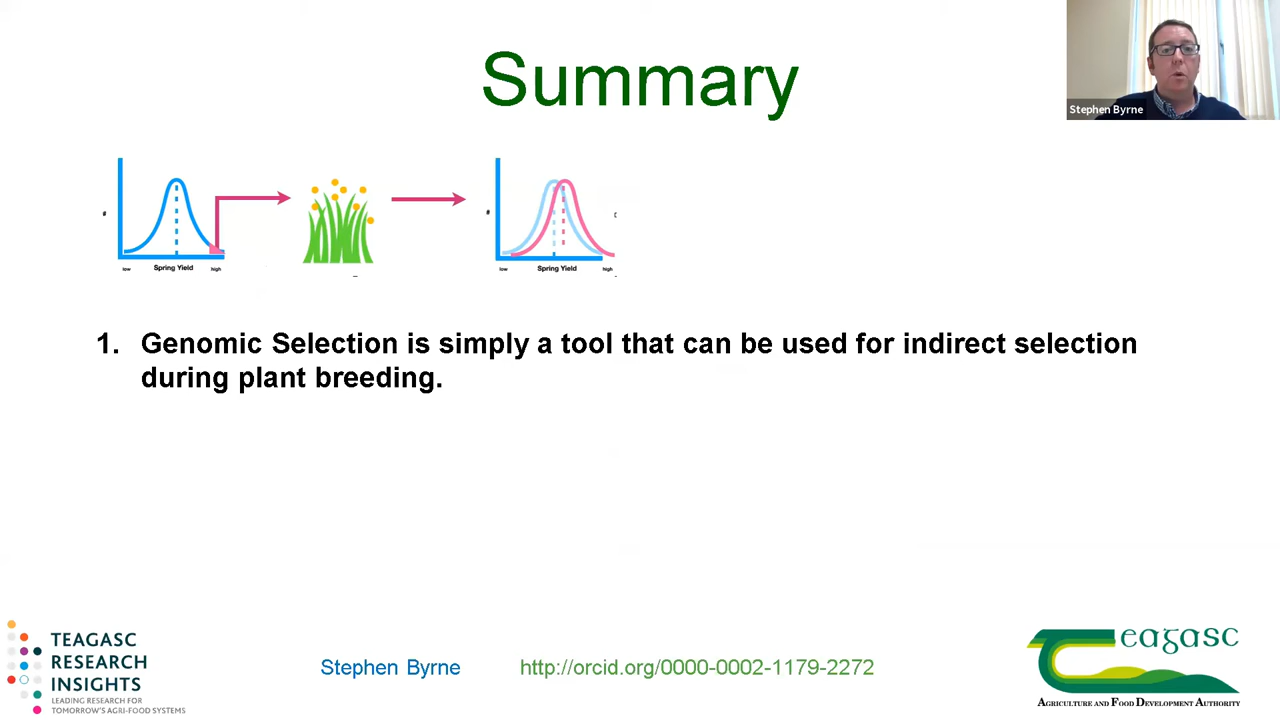 Summary
Stephen Byrne
#
low
Spring Yield
high
#
low
Spring Yield
high
1. Genomic Selection is simply a tool that can be used for indirect selection
during plant breeding.
TEAGASC
RESEARCH
INSIGHTS
LEADING RESEARCH FOR
TOMORROW'S AGRI-FOOD SYSTEMS
Stephen Byrne
http://orcid.org/0000-0002-1179-2272
eagasc
AGRICULTURE AND FOOD DEVELOPMENT AUTHORITY